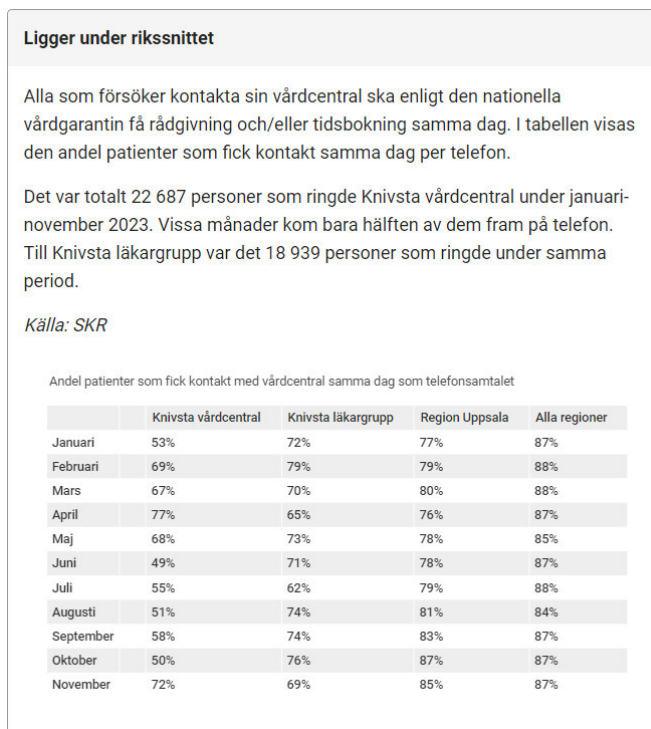 Ligger under rikssnittet
Alla som försöker kontakta sin vårdcentral ska enligt den nationella
vårdgarantin få rådgivning och/eller tidsbokning samma dag. I tabellen visas
den andel patienter som fick kontakt samma dag per telefon.
Det var totalt 22 687 personer som ringde Knivsta vårdcentral under januari-
november 2023. Vissa månader kom bara hälften av dem fram på telefon.
Till Knivsta läkargrupp var det 18 939 personer som ringde under samma
period.
Källa: SKR
Andel patienter som fick kontakt med vårdcentral samma dag som telefonsamtalet
Knivsta vårdcentral Knivsta läkargrupp Region Uppsala Alla regioner
Januari 53% 72% 77% 87%
Februari 69% 79% 79% 88%
Mars 67% 70% 80% 88%
April 77% 65% 76% 87%
Maj 68% 73% 78% 85%
Juni 49% 71% 78% 87%
Juli 55% 62% 79% 88%
Augusti 51% 74% 81% 84%
September 58% 74% 83% 87%
Oktober 50% 76% 87% 87%
November 72% 69% 85% 87%